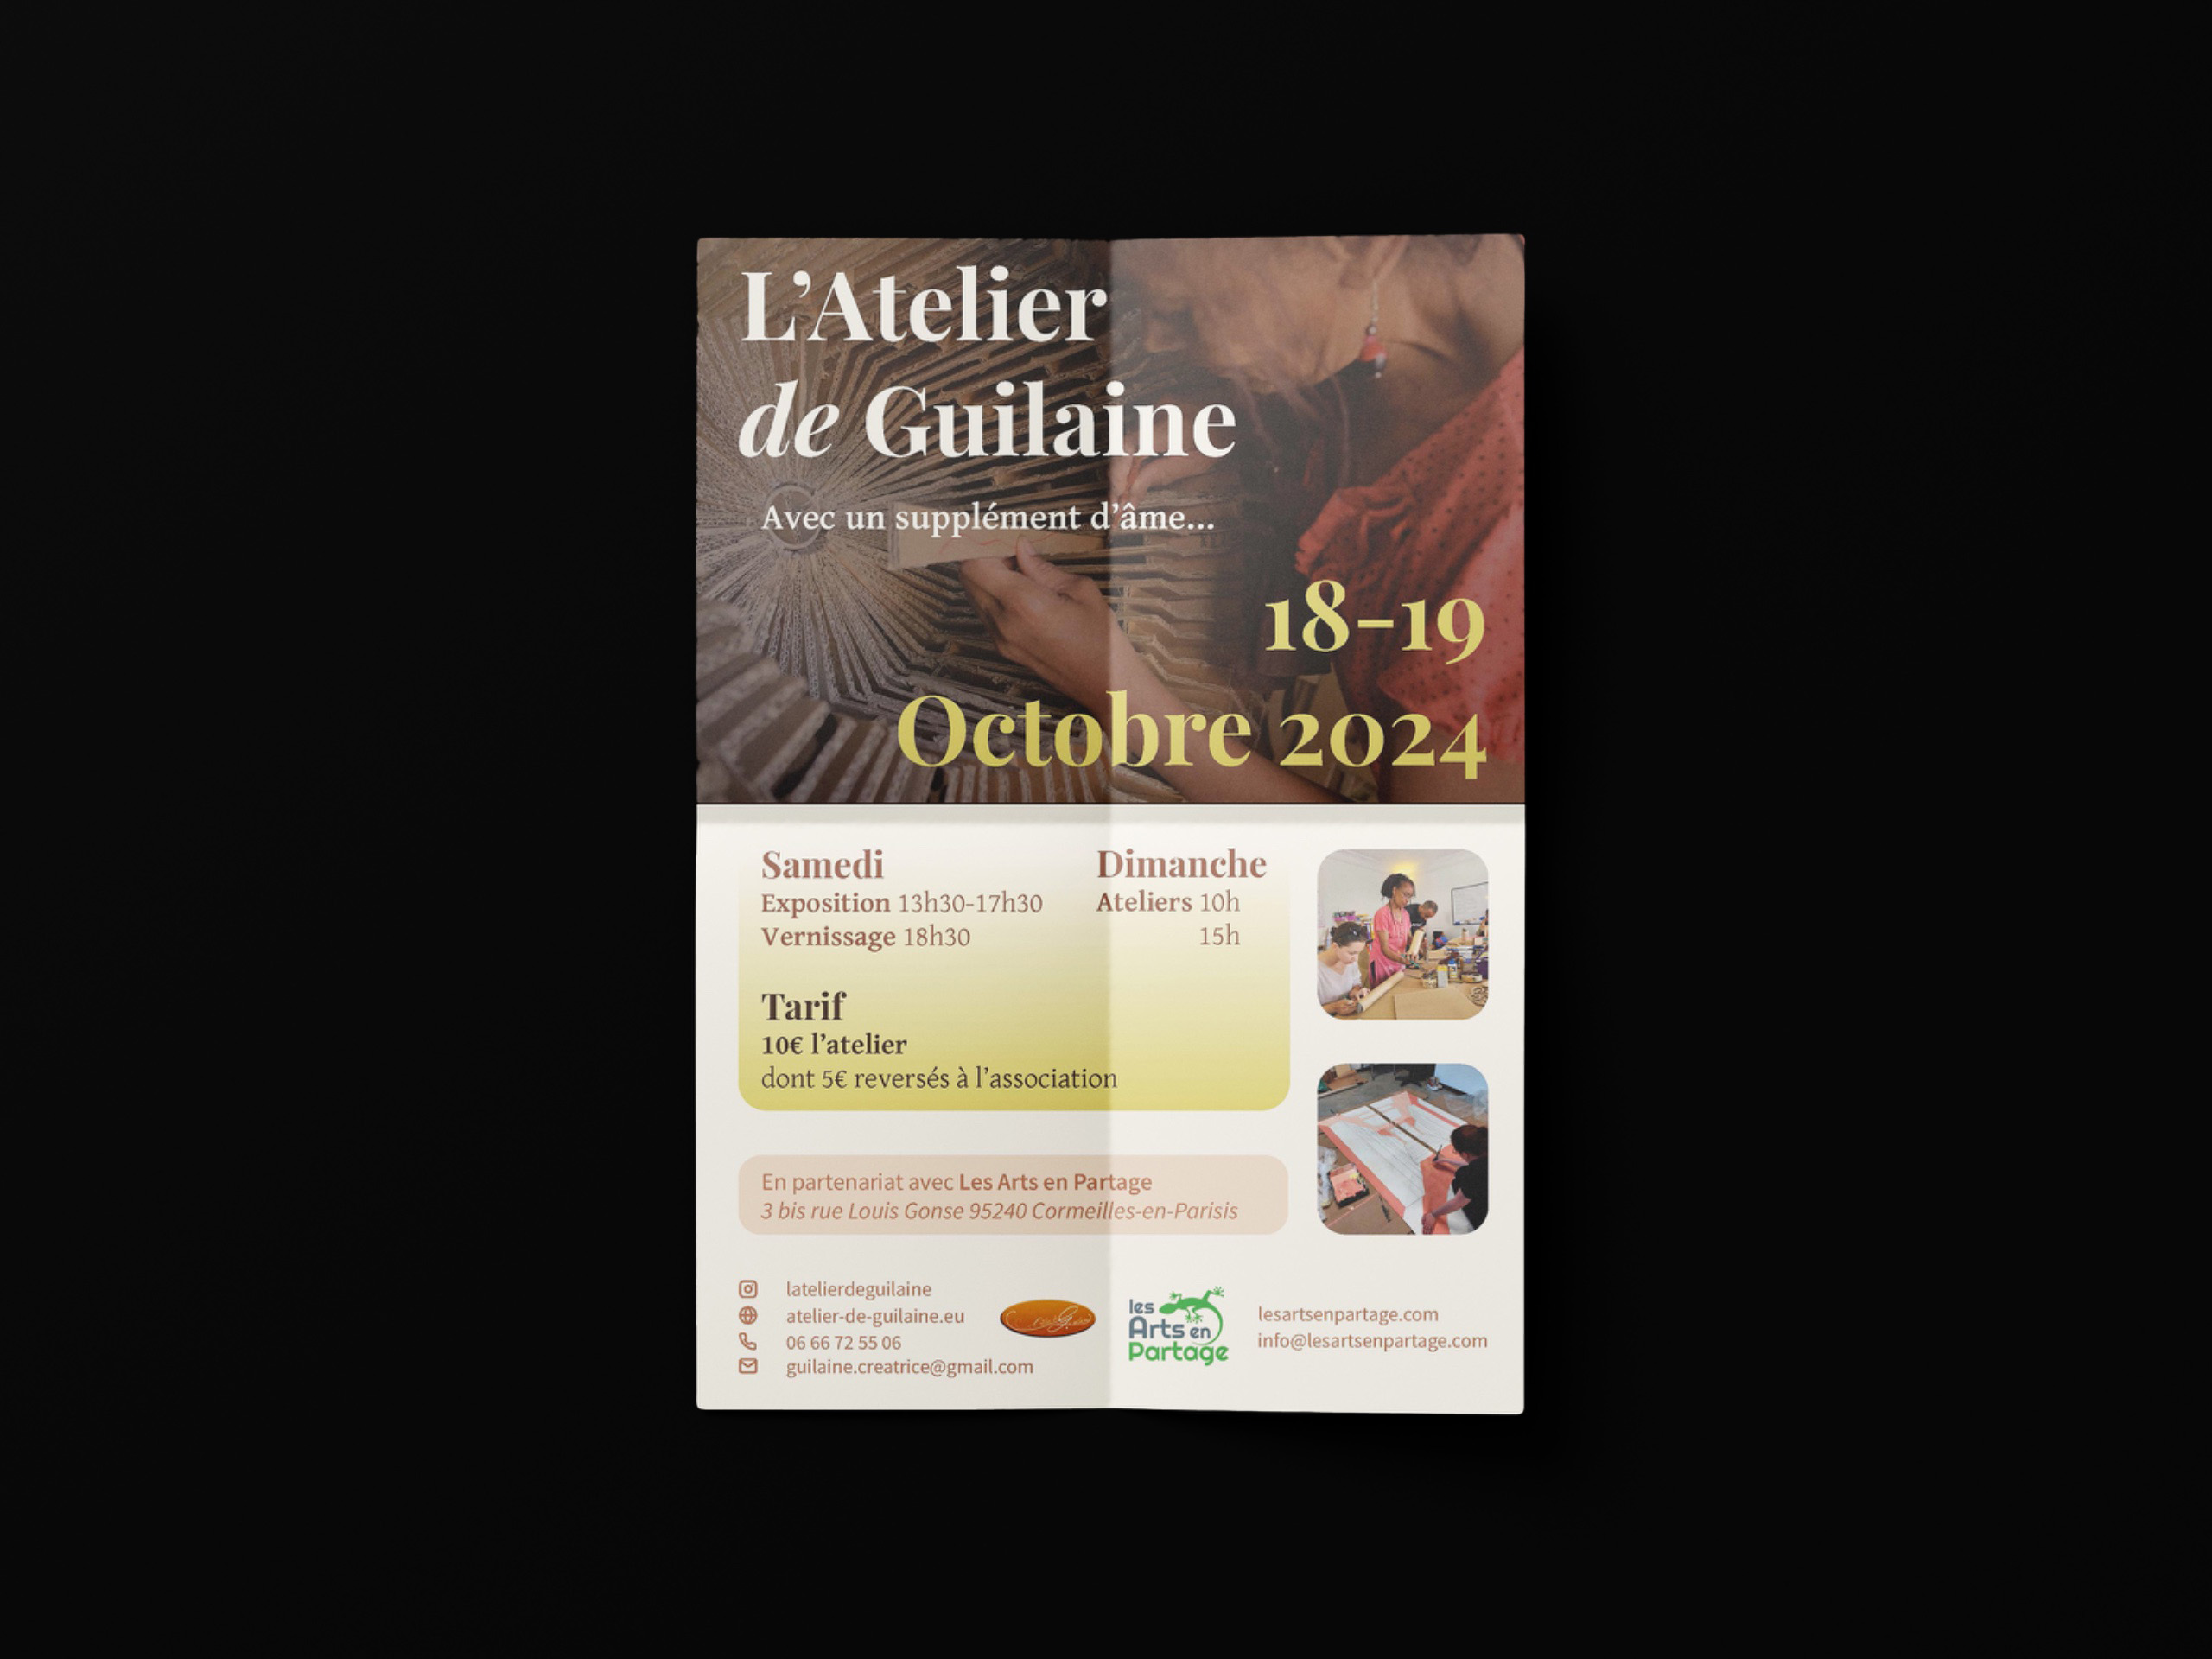 L’Atelier
de Guilaine
Avec un supplément d’âme...
18-19
Octobre 2024
Samedi
Exposition 13h30-17h30
Vernissage 18h30
Dimanche
Ateliers 10h
15h
Tarif
10€ l’atelier
dont 5€ reversés à l’association
En partenariat avec Les Arts en Partage
3 bis rue Louis Gonse 95240 Cormeilles-en-Parisis
latelierdeguilaine
atelier-de-guilaine.eu
06 66 72 55 06
guilaine.creatrice@gmail.com
les
Arts en
Partage
lesartsenpartage.com
info@lesartsenpartage.com